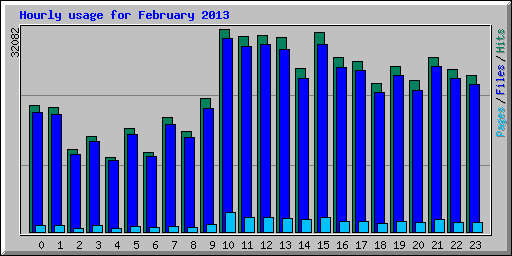 Hourly usage for February 2013
32082
Pages / Files / Hits
0 1 2 3 4 5 6 7 8 9 10 11 12 13 14 15 16 17 18 19 20 21 22 23